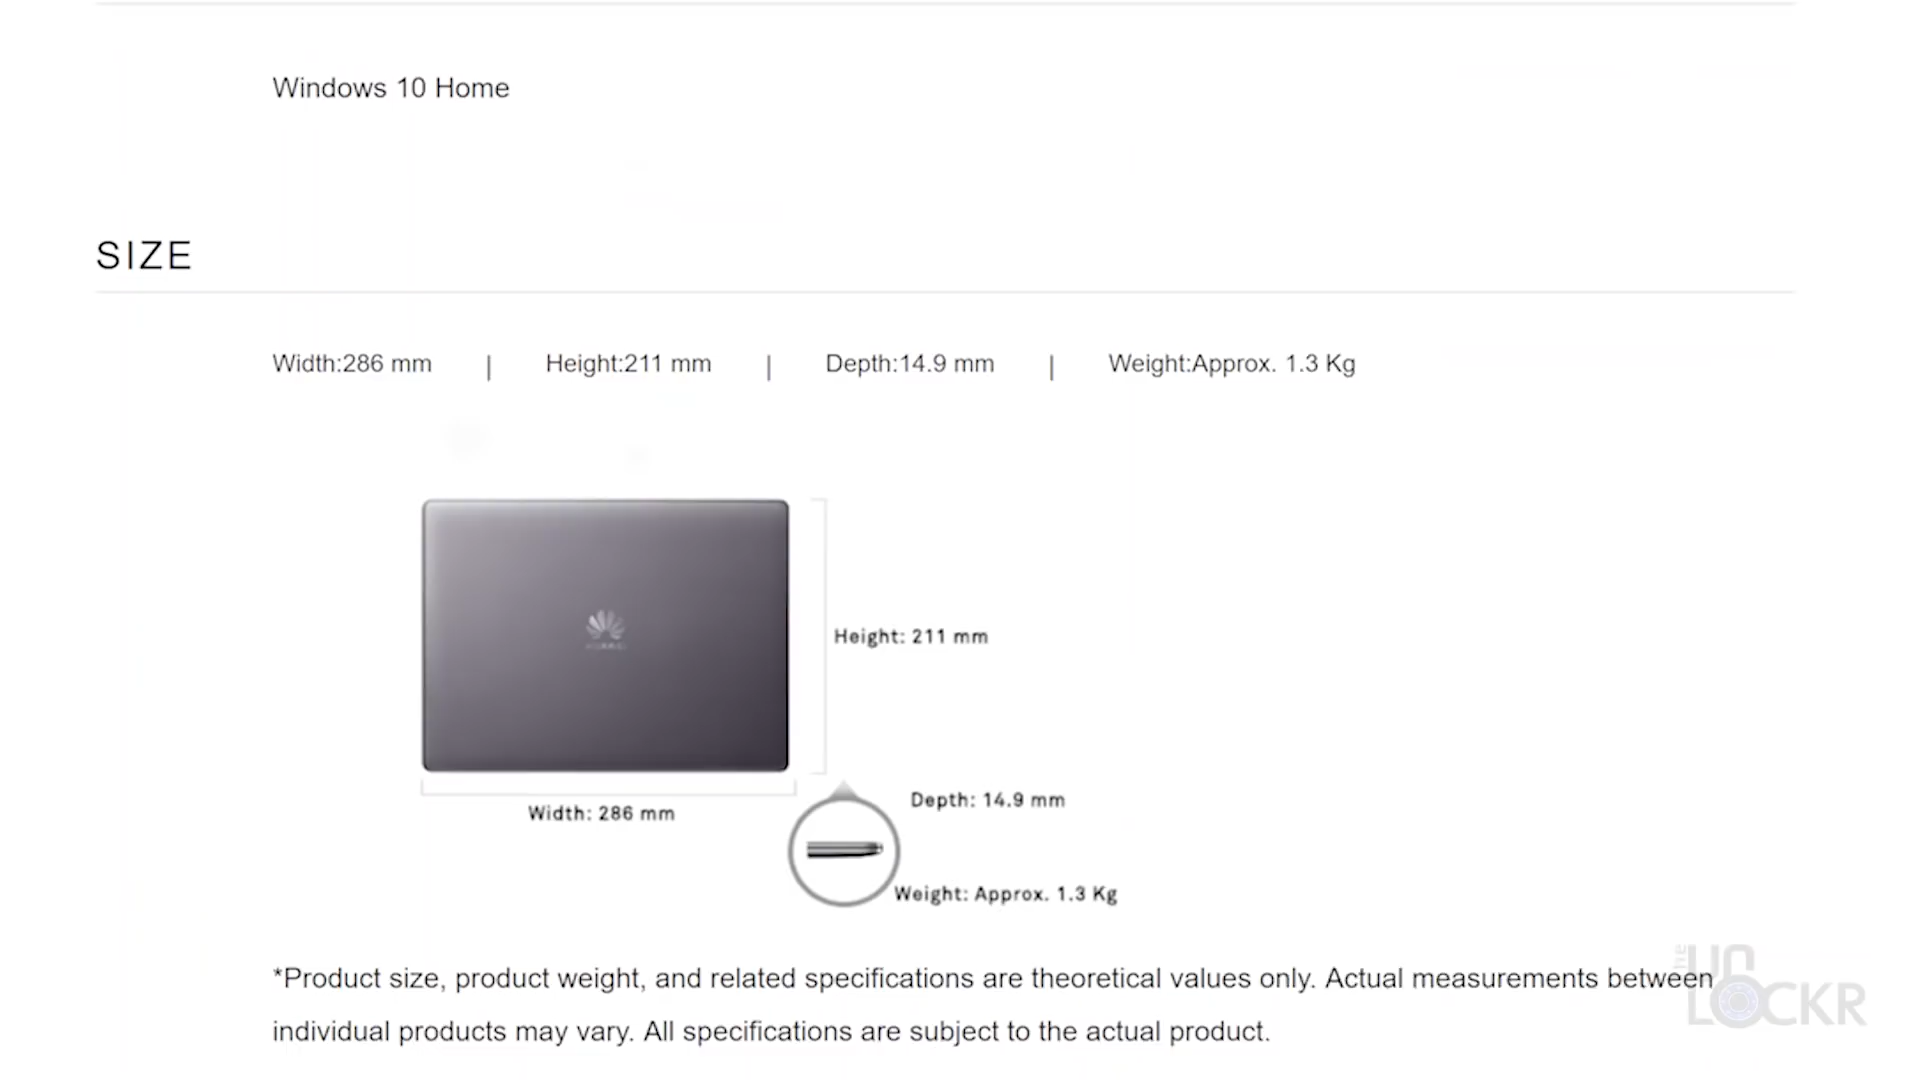 Windows 10 Home
SIZE
Width:286 mm | Height:211 mm | Depth:14.9 mm | Weight:Approx. 1.3 Kg
HUAWEI
Height: 211 mm
Width: 286 mm
Depth: 14.9 mm
Weight: Approx. 1.3 Kg
*Product size, product weight, and related specifications are theoretical values only. Actual measurements between
individual products may vary. All specifications are subject to the actual product.
the UNLOCKR